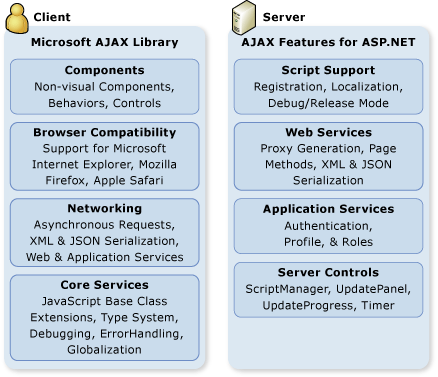 Client
Microsoft AJAX Library
Components
Non-visual Components,
Behaviors, Controls
Browser Compatibility
Support for Microsoft
Internet Explorer, Mozilla
Firefox, Apple Safari
Networking
Asynchronous Requests,
XML & JSON Serialization,
Web & Application Services
Core Services
JavaScript Base Class
Extensions, Type System,
Debugging, ErrorHandling,
Globalization
Server
AJAX Features for ASP.NET
Script Support
Registration, Localization,
Debug/Release Mode
Web Services
Proxy Generation, Page
Methods, XML & JSON
Serialization
Application Services
Authentication,
Profile, & Roles
Server Controls
ScriptManager, UpdatePanel,
UpdateProgress, Timer